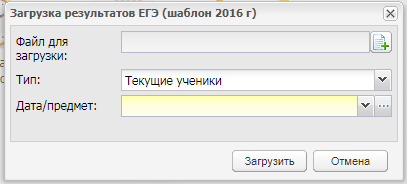 Загрузка результатов ЕГЭ (шаблон 2016 г)
Файл для
загрузки:
Тип: Текущие ученики
Дата/предмет:
Загрузить Отмена